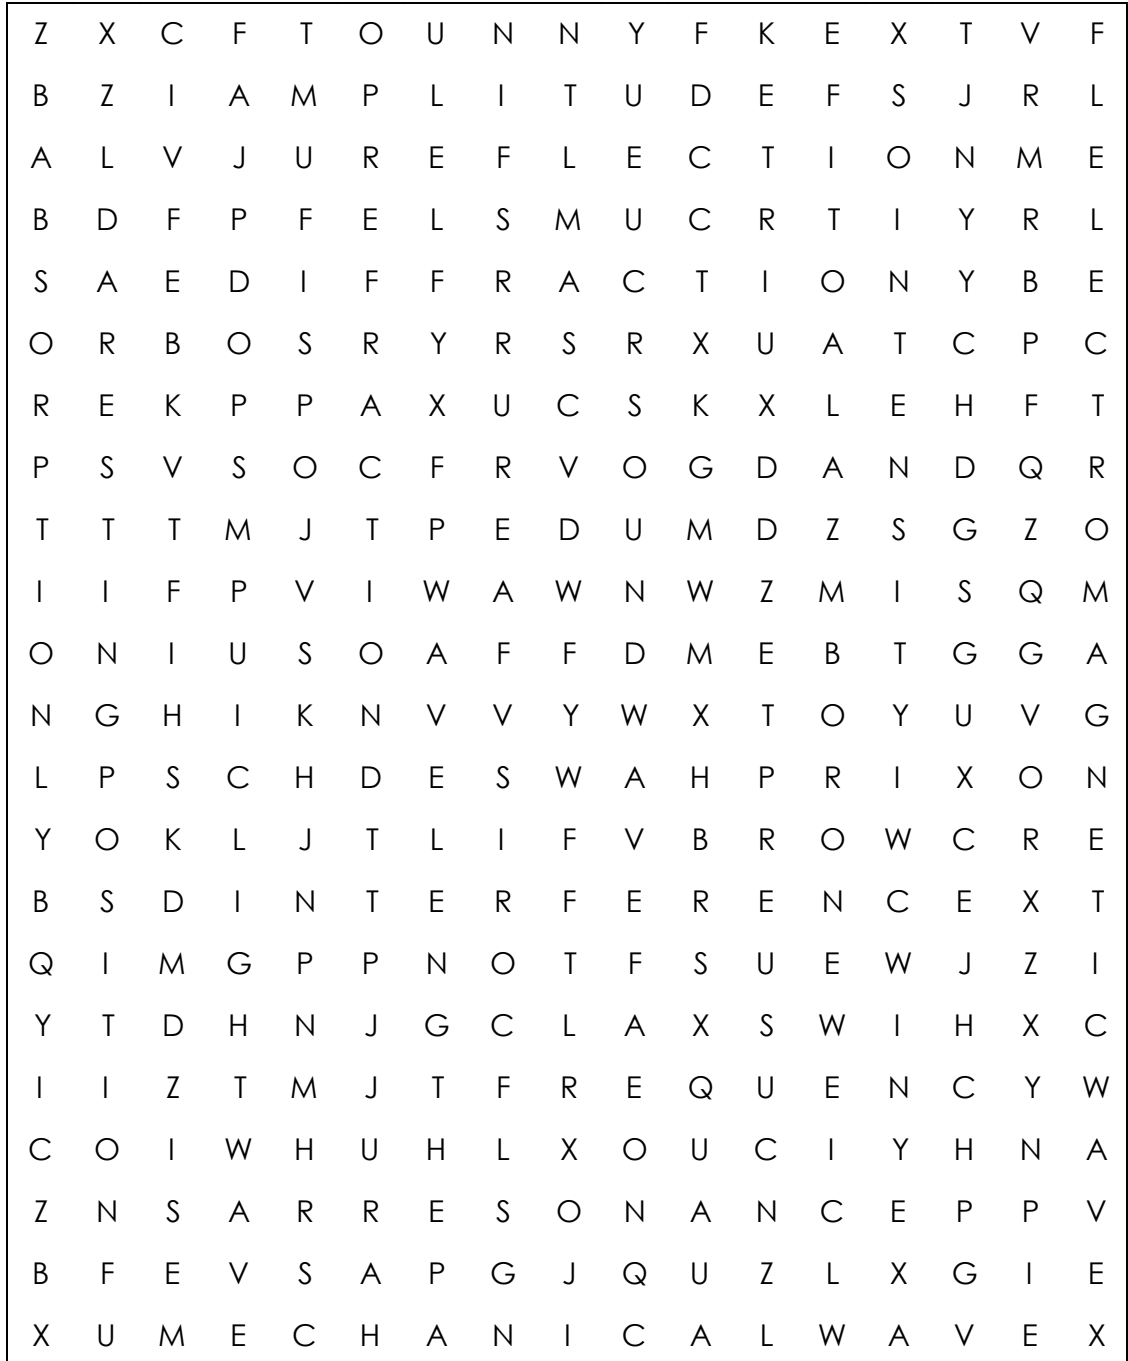 Z X C F T O U N N Y F K E X T V F
B Z I A M P L I T U D E F S J R L
A L V J U R E F L E C T I O N M E
B D F P F E L S M U C R T I Y R L
S A E D I F F R A C T I O N Y B E
O R B O S R Y R S R X U A T C P C
R E K P P A X U C S K X L E H F T
P S V S O C F R V O G D A N D Q R
T T T M J T P E D U M D Z S G Z O
I I F P V I W A W N W Z M I S Q M
O N I U S O A F F D M E B T G G A
N G H I K N V V Y W X T O Y U V G
L P S C H D E S W A H P R I X O N
Y O K L J T L I F V B R O W C R E
B S D I N T E R F E R E N C E X T
Q I M G P P N O T F S U E W J Z I
Y T D H N J G C L A X S W I H X C
I I Z T M J T F R E Q U E N C Y W
C O I W H U H L X O U C I Y H N A
Z N S A R R E S O N A N C E P P V
B F E V S A P G J Q U Z L X G I E
X U M E C H A N I C A L W A V E X